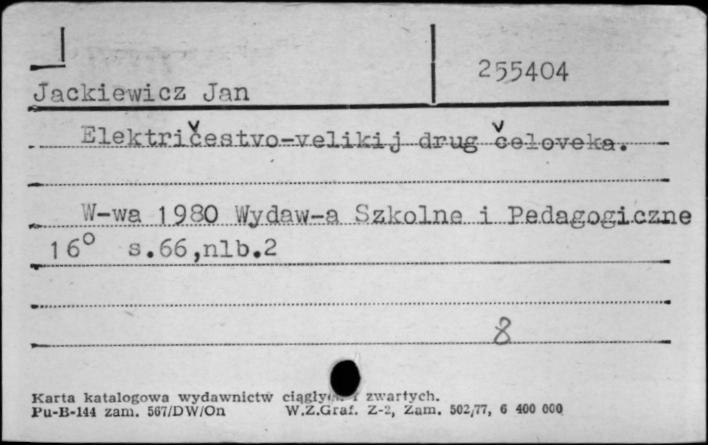 255404
Jackiewicz Jan
Električestvo-velikij drug čeloveka.
W-wa 1980 Wydaw-a Szkolne i Pedagogiczne
16° s.66,nlb.2
8
Karta katalogowa wydawnictw ciągłych i zwartych.
Pu-B-144 zam. 567/DW/On W.Z.Graf. Z-2, Zam. 502/77, 6 400 000